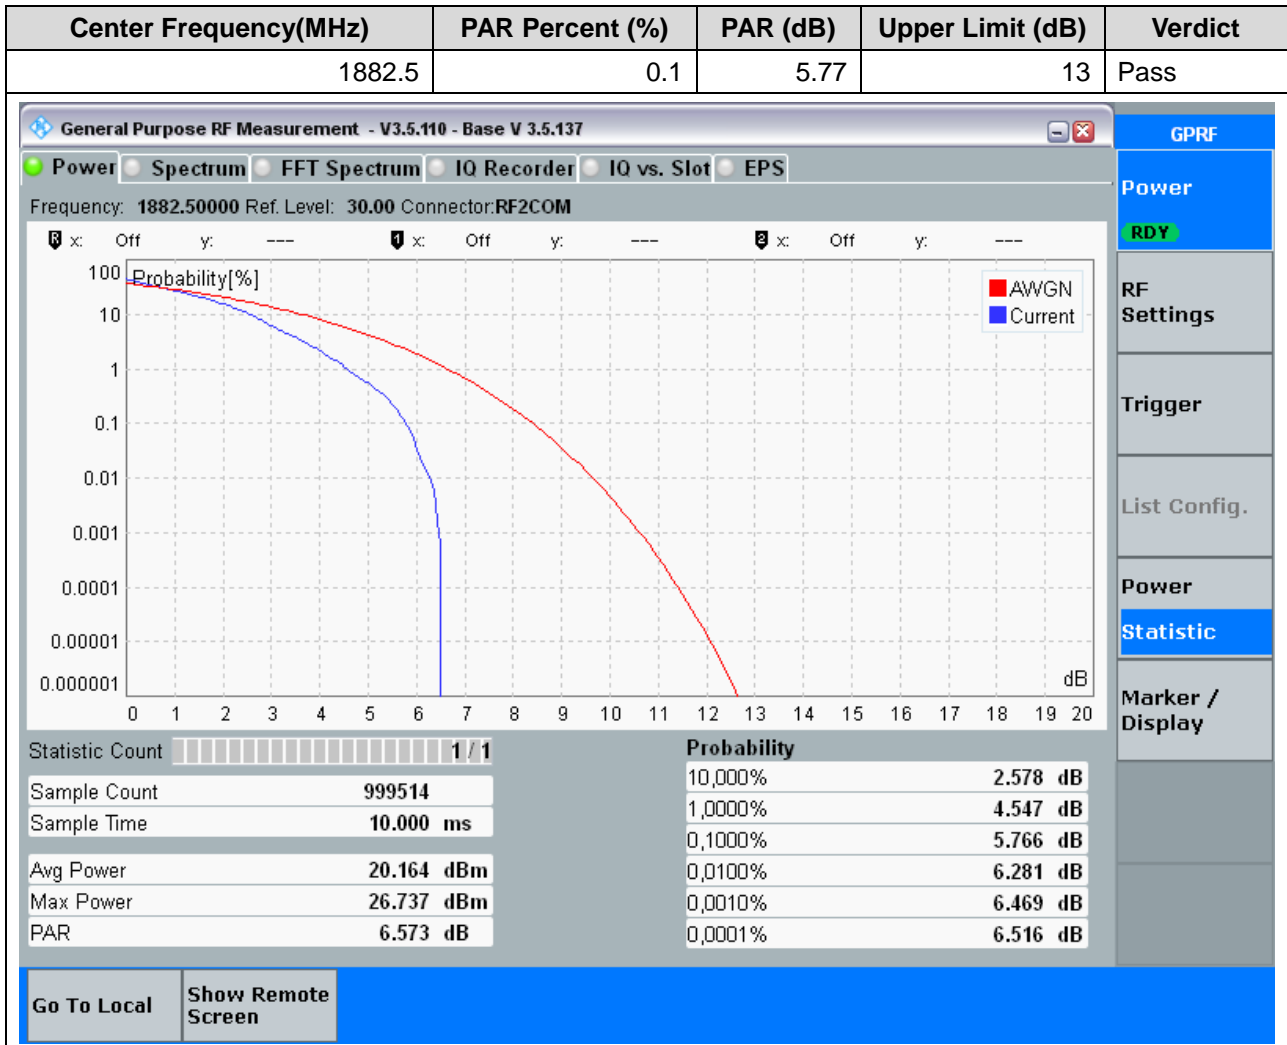 Center Frequency(MHz) PAR Percent (%) PAR (dB) Upper Limit (dB) Verdict
1882.5 0.1 5.77 13 Pass
General Purpose RF Measurement - V3.5.110 - Base V 3.5.137
GPRF
Power Spectrum FFT Spectrum IQ Recorder IQ vs. Slot EPS
Power
RDY
Frequency: 1882.50000 Ref. Level: 30.00 Connector:RF2COM
R x: Off y: --- 1 x: Off y: --- 2 x: Off y: ---
Probability[%]
100
10
1
0.1
0.01
0.001
0.0001
0.00001
0.000001
AWGN
Current
dB
0 1 2 3 4 5 6 7 8 9 10 11 12 13 14 15 16 17 18 19 20
RF
Settings
Trigger
List Config.
Power
Statistic
Marker /
Display
Statistic Count 1 / 1
Sample Count 999514
Sample Time 10.000 ms
Avg Power 20.164 dBm
Max Power 26.737 dBm
PAR 6.573 dB
Probability
10,000% 2.578 dB
1,0000% 4.547 dB
0,1000% 5.766 dB
0,0100% 6.281 dB
0,0010% 6.469 dB
0,0001% 6.516 dB
Go To Local
Show Remote
Screen